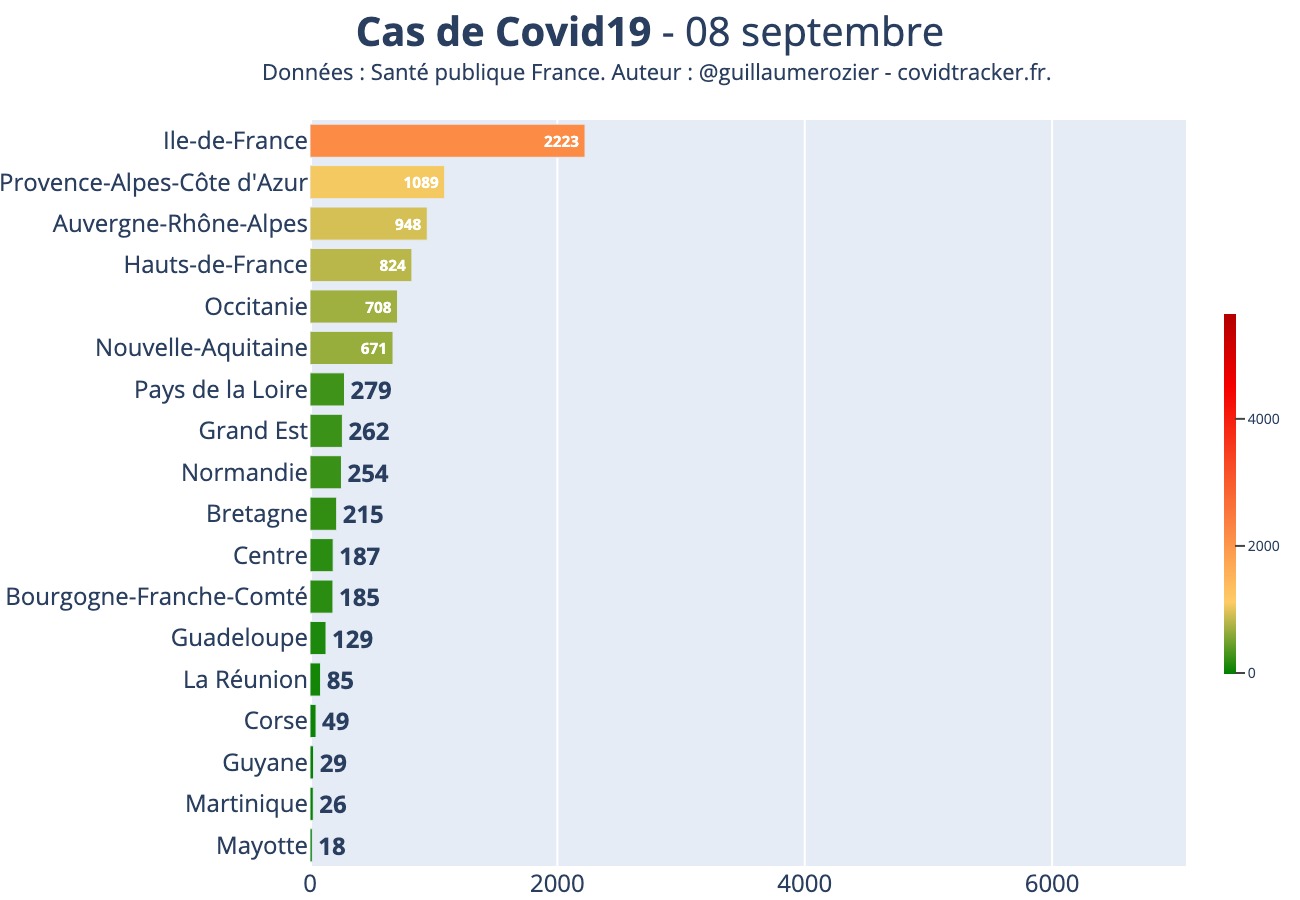 Cas de Covid19 - 08 septembre
Données : Santé publique France. Auteur : @guillaumerozier - covidtracker.fr.
Ile-de-France 2223
Provence-Alpes-Côte d'Azur 1089
Auvergne-Rhône-Alpes 948
Hauts-de-France 824
Occitanie 708
Nouvelle-Aquitaine 671
Pays de la Loire 279
Grand Est 262
Normandie 254
Bretagne 215
Centre 187
Bourgogne-Franche-Comté 185
Guadeloupe 129
La Réunion 85
Corse 49
Guyane 29
Martinique 26
Mayotte 18
0 2000 4000 6000
4000
2000
0